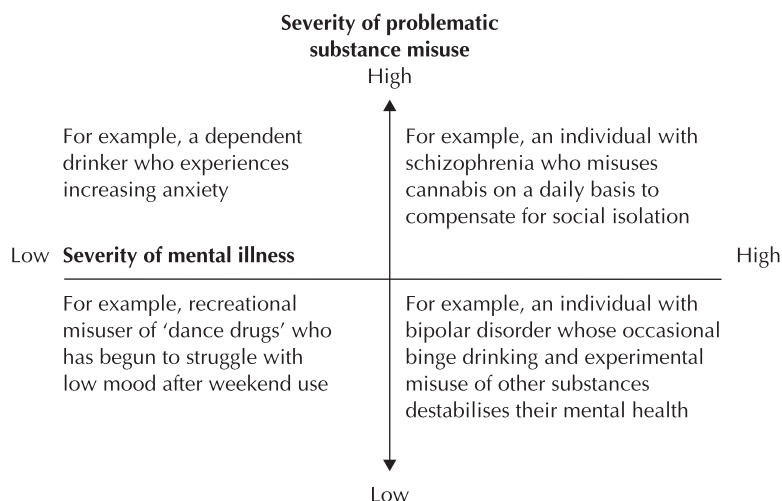 Severity of problematic
substance misuse
High
For example, a dependent
drinker who experiences
increasing anxiety
For example, an individual with
schizophrenia who misuses
cannabis on a daily basis to
compensate for social isolation
Low Severity of mental illness
High
For example, recreational
misuser of ‘dance drugs’ who
has begun to struggle with
low mood after weekend use
For example, an individual with
bipolar disorder whose occasional
binge drinking and experimental
misuse of other substances
destabilises their mental health
Low